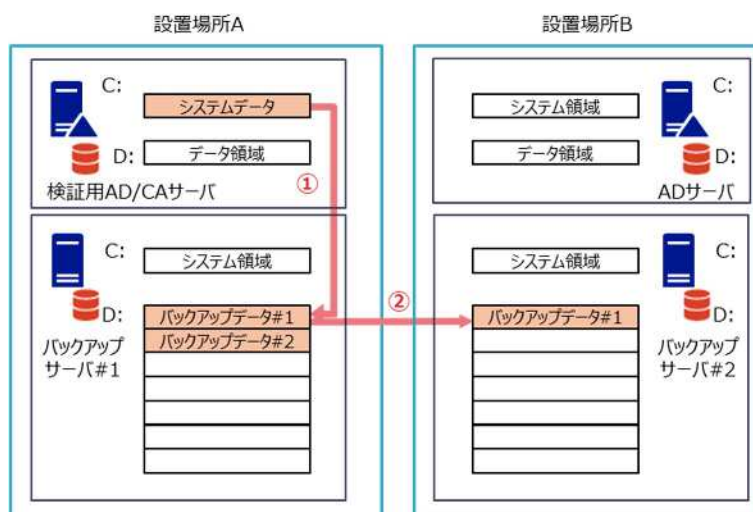 設置場所A
設置場所B
C:
システムデータ
D:
データ領域
①
検証用AD/CAサーバ
C:
システム領域
D:
データ領域
ADサーバ
C:
システム領域
D:
バックアップデータ#1
バックアップデータ#2
バックアップ
サーバ#1
②
C:
システム領域
D:
バックアップデータ#1
バックアップ
サーバ#2